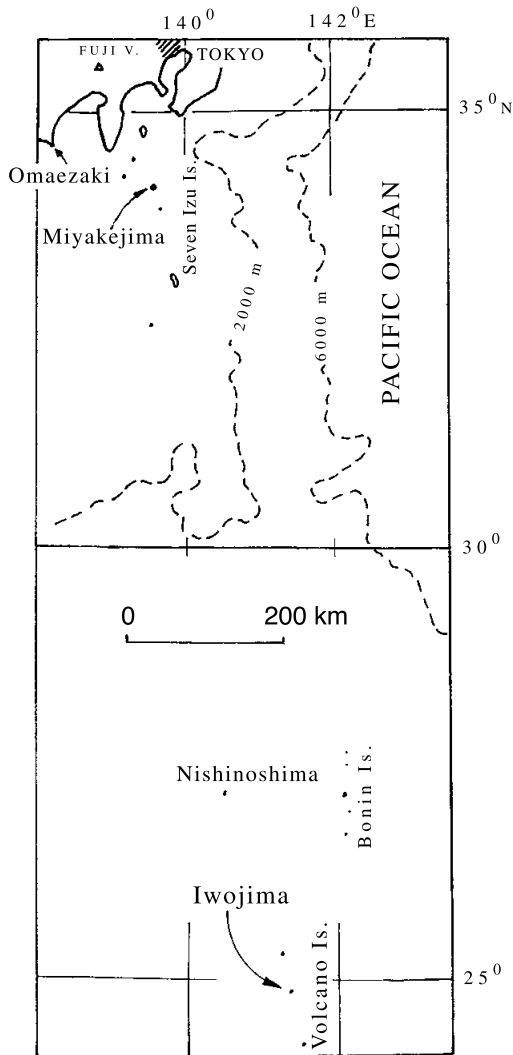 140⁰
142⁰E
FUJI V.
TOKYO
35⁰N
Omaezaki
Miyakejima
Seven Izu Is.
2000 m
6000 m
PACIFIC OCEAN
30⁰
0
200 km
Nishinoshima
Bonin Is.
Iwojima
Volcano Is.
25⁰